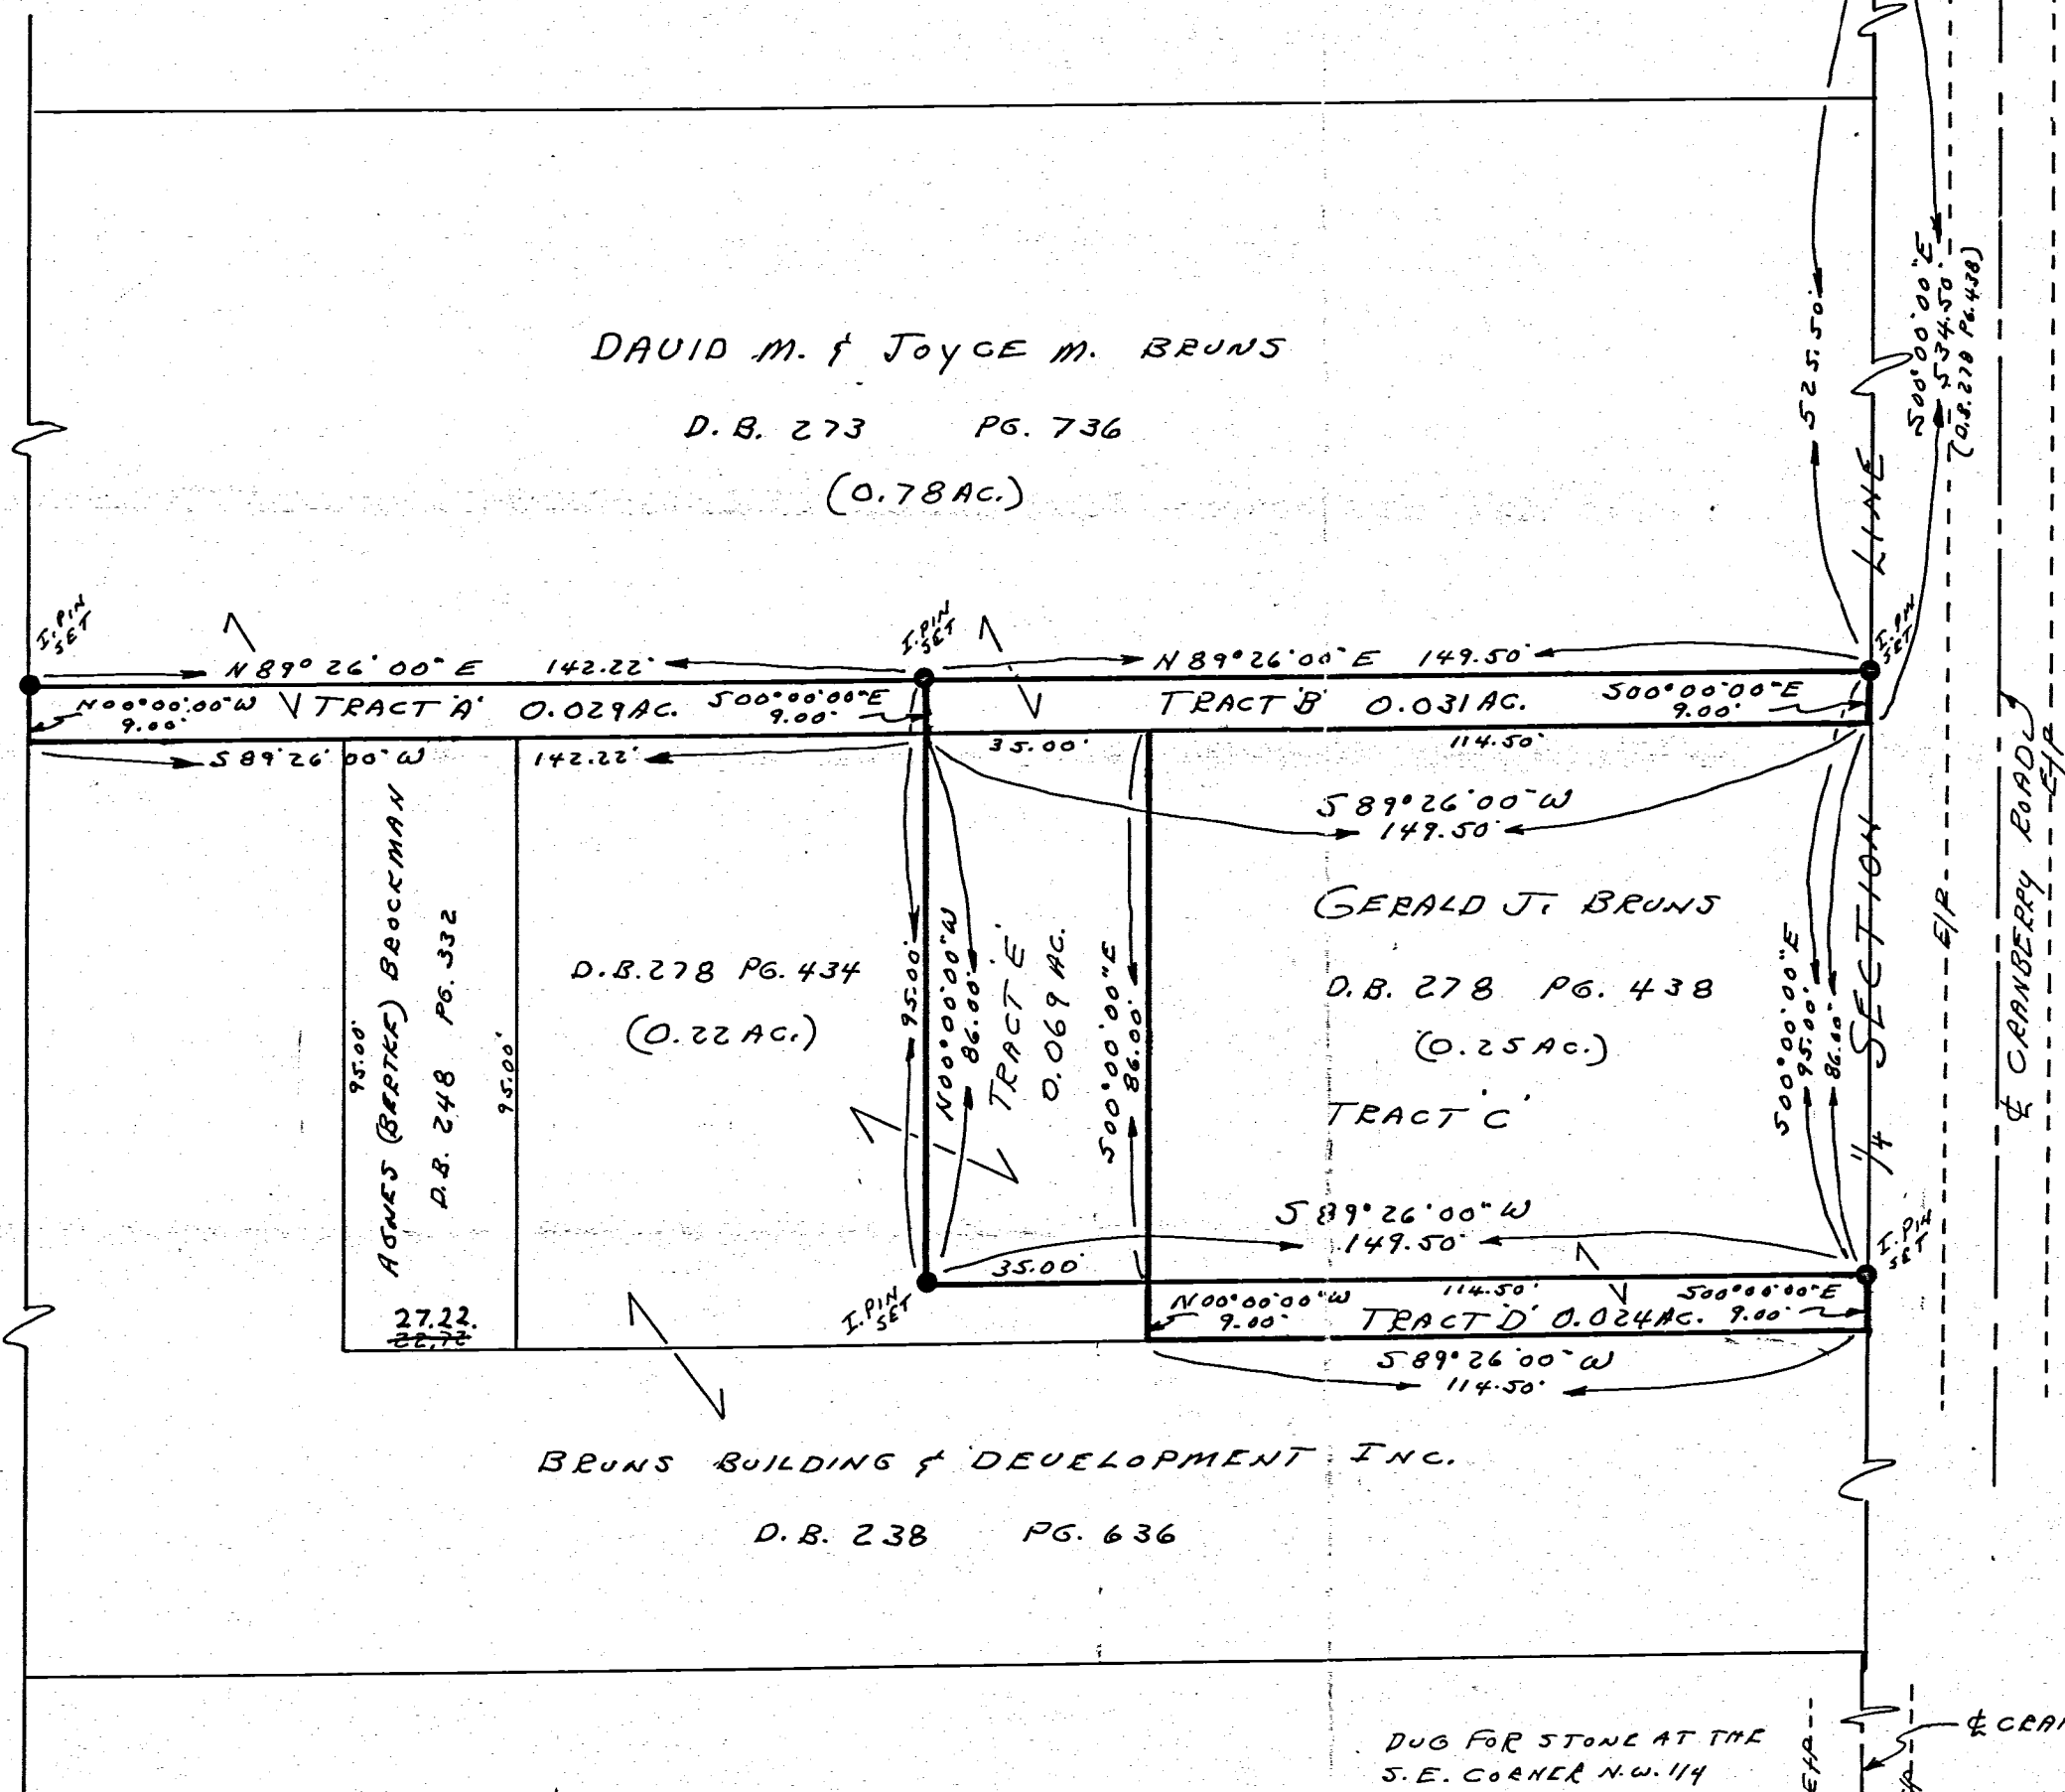 S00°00'00"E
534.50'
(D.B. 278 PG. 438)
525.50'
DAVID M. & JOYCE M. BRUNS
D.B. 273 PG. 736
(0.78 AC.)
LINE
I. PIN SET
I. PIN SET
I. PIN SET
N 89° 26' 00" E 142.22'
N 89° 26' 00" E 149.50'
N00°00'00"W
9.00'
TRACT 'A' 0.029 AC.
S00°00'00"E
9.00'
TRACT 'B' 0.031 AC.
S00°00'00"E
9.00'
S 89° 26' 00" W 142.22'
35.00'
114.50'
S 89° 26' 00" W
149.50'
AGNES (BERTKE) BROCKMAN
D.B. 248 PG. 332
95.00'
95.00'
27.22.
22.72
D.B. 278 PG. 434
(0.22 AC.)
95.00'
N00°00'00"W
86.00'
TRACT 'E'
0.069 AC.
S00°00'00"E
86.00'
GERALD J. BRUNS
D.B. 278 PG. 438
(0.25 AC.)
TRACT 'C'
S00°00'00"E
95.00'
86.00'
1/4 SECTION
E/P
℄ CRANBERRY ROAD
E/P
S 89° 26' 00" W
149.50'
35.00'
I. PIN SET
I. PIN SET
114.50'
N00°00'00"W
9.00'
TRACT 'D' 0.024 AC.
S00°00'00"E
9.00'
S 89° 26' 00" W
114.50'
BRUNS BUILDING & DEVELOPMENT INC.
D.B. 238 PG. 636
DUG FOR STONE AT THE
S.E. CORNER N.W. 1/4
E/P
℄ CRAN